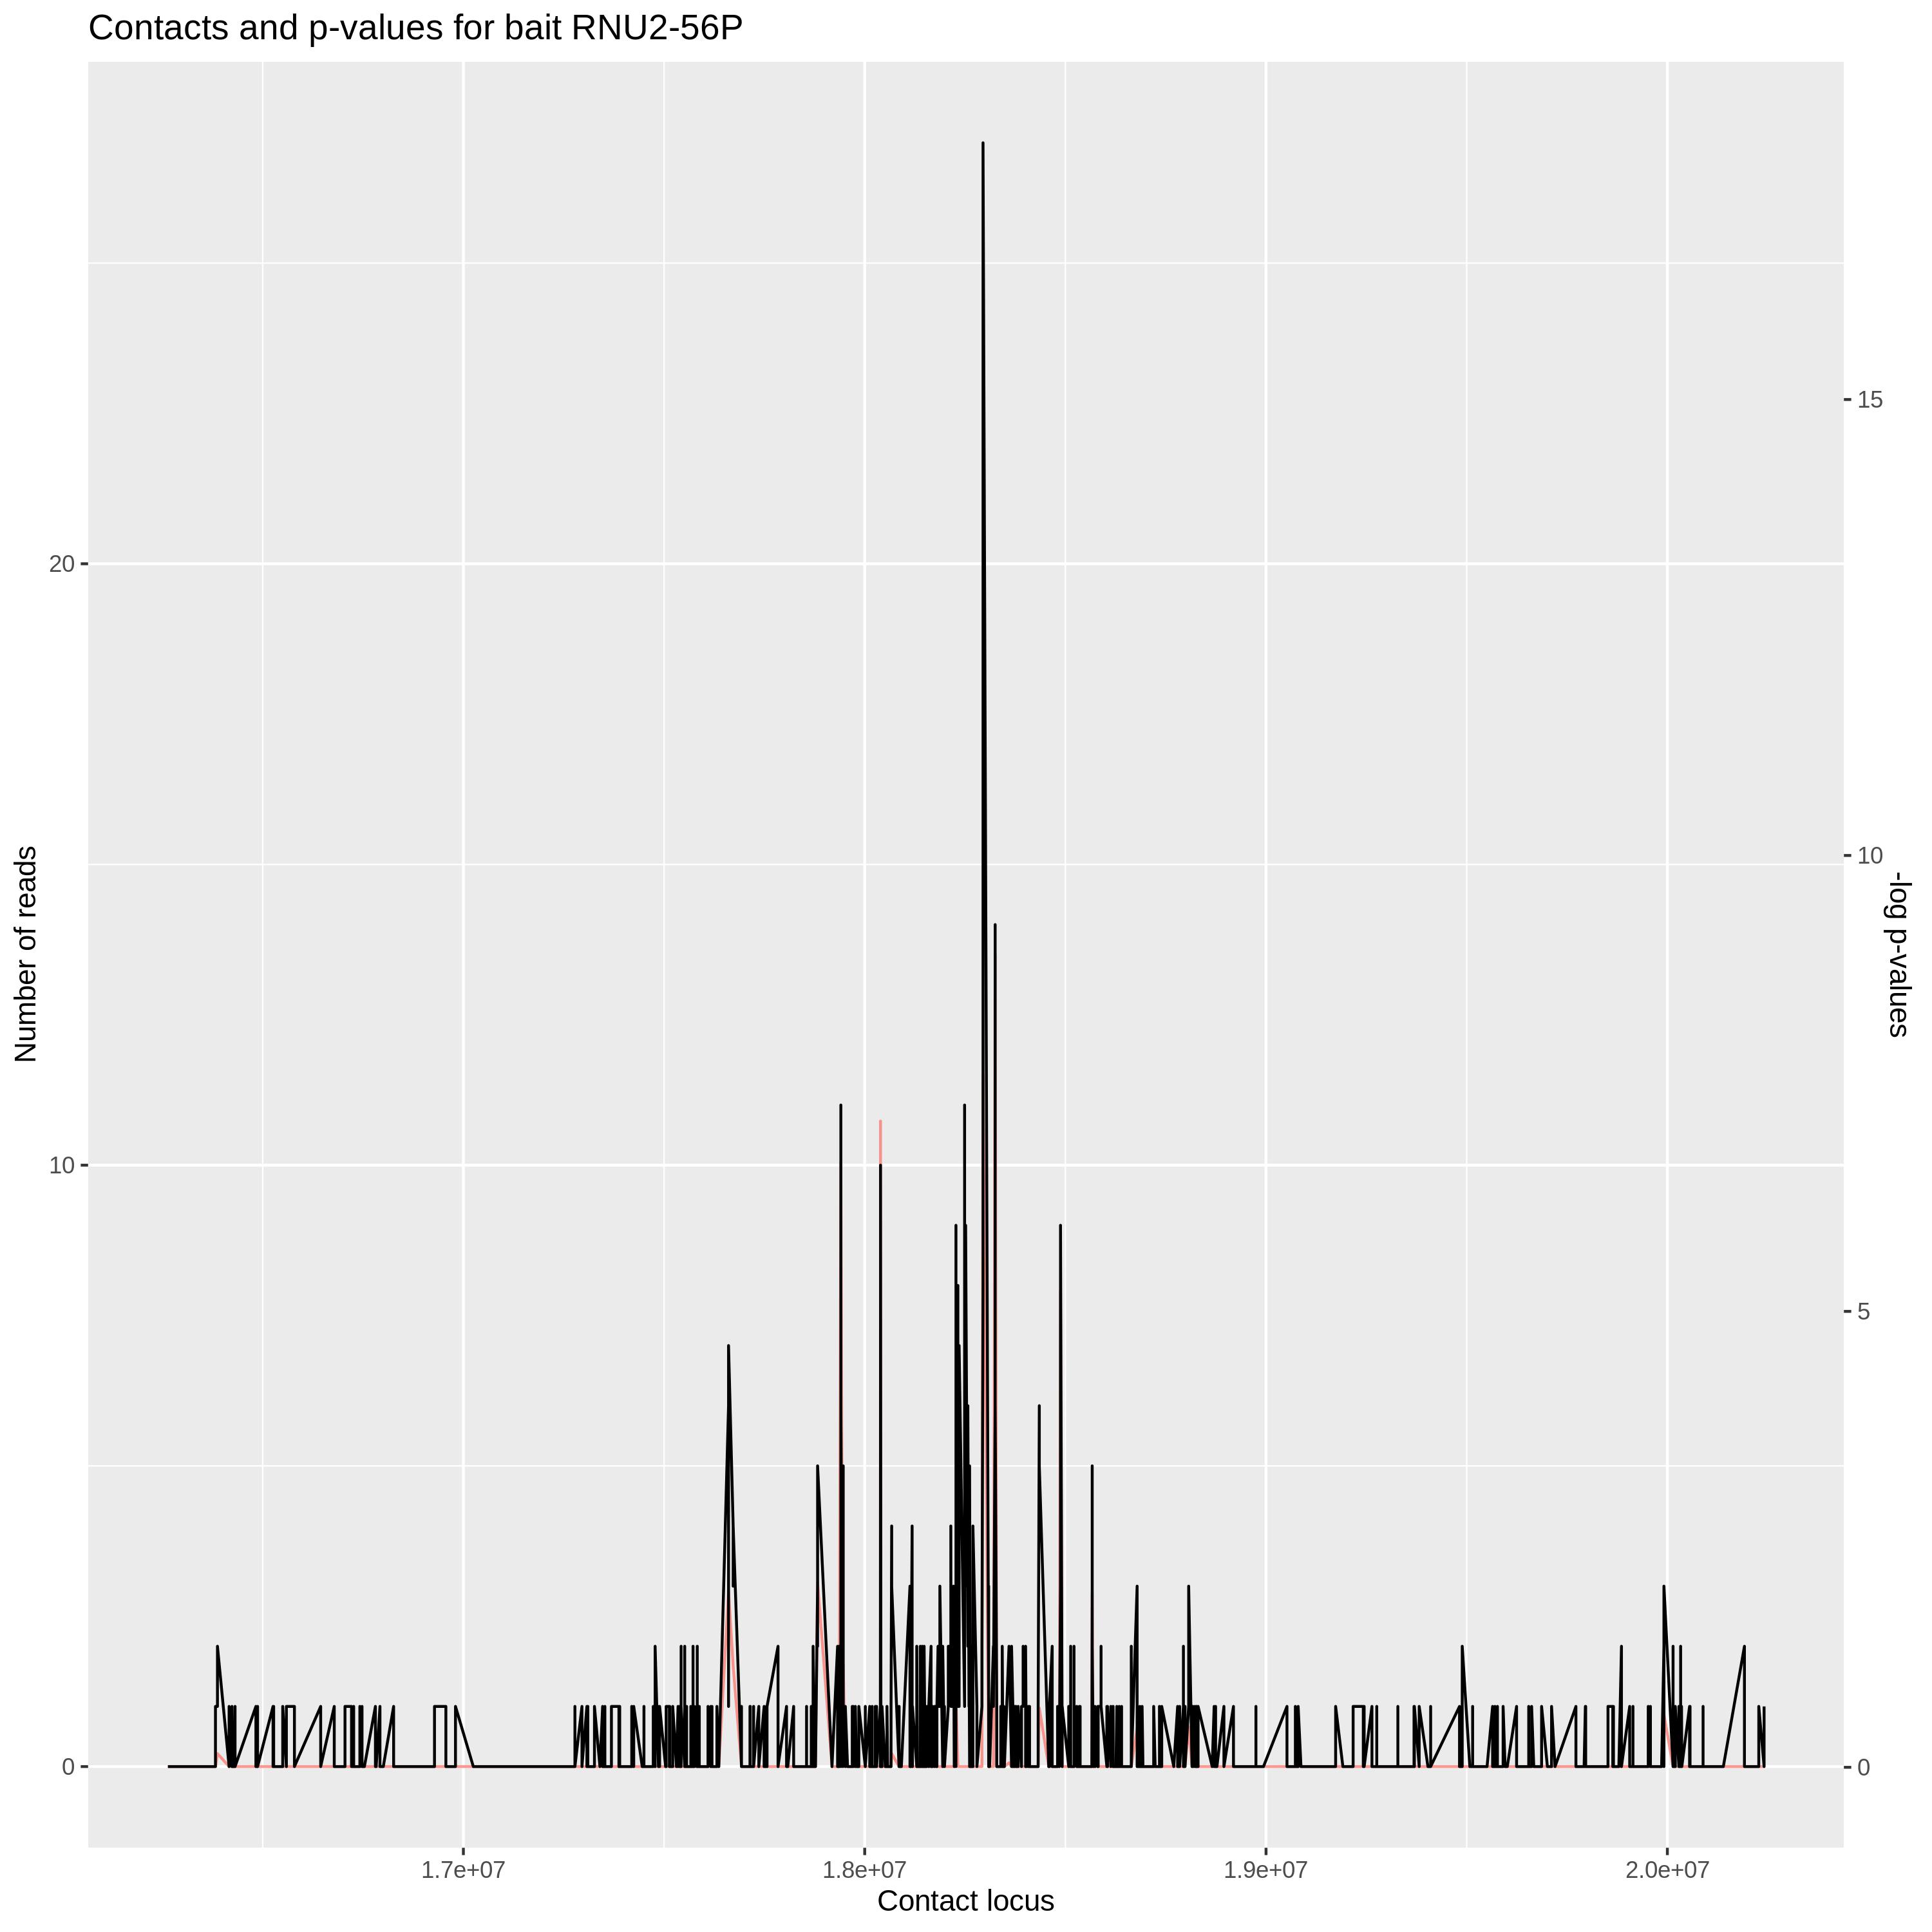 Contacts and p-values for bait RNU2-56P
Number of reads
20
10
0
15
10
5
0
-log p-values
1.7e+07
1.8e+07
1.9e+07
2.0e+07
Contact locus